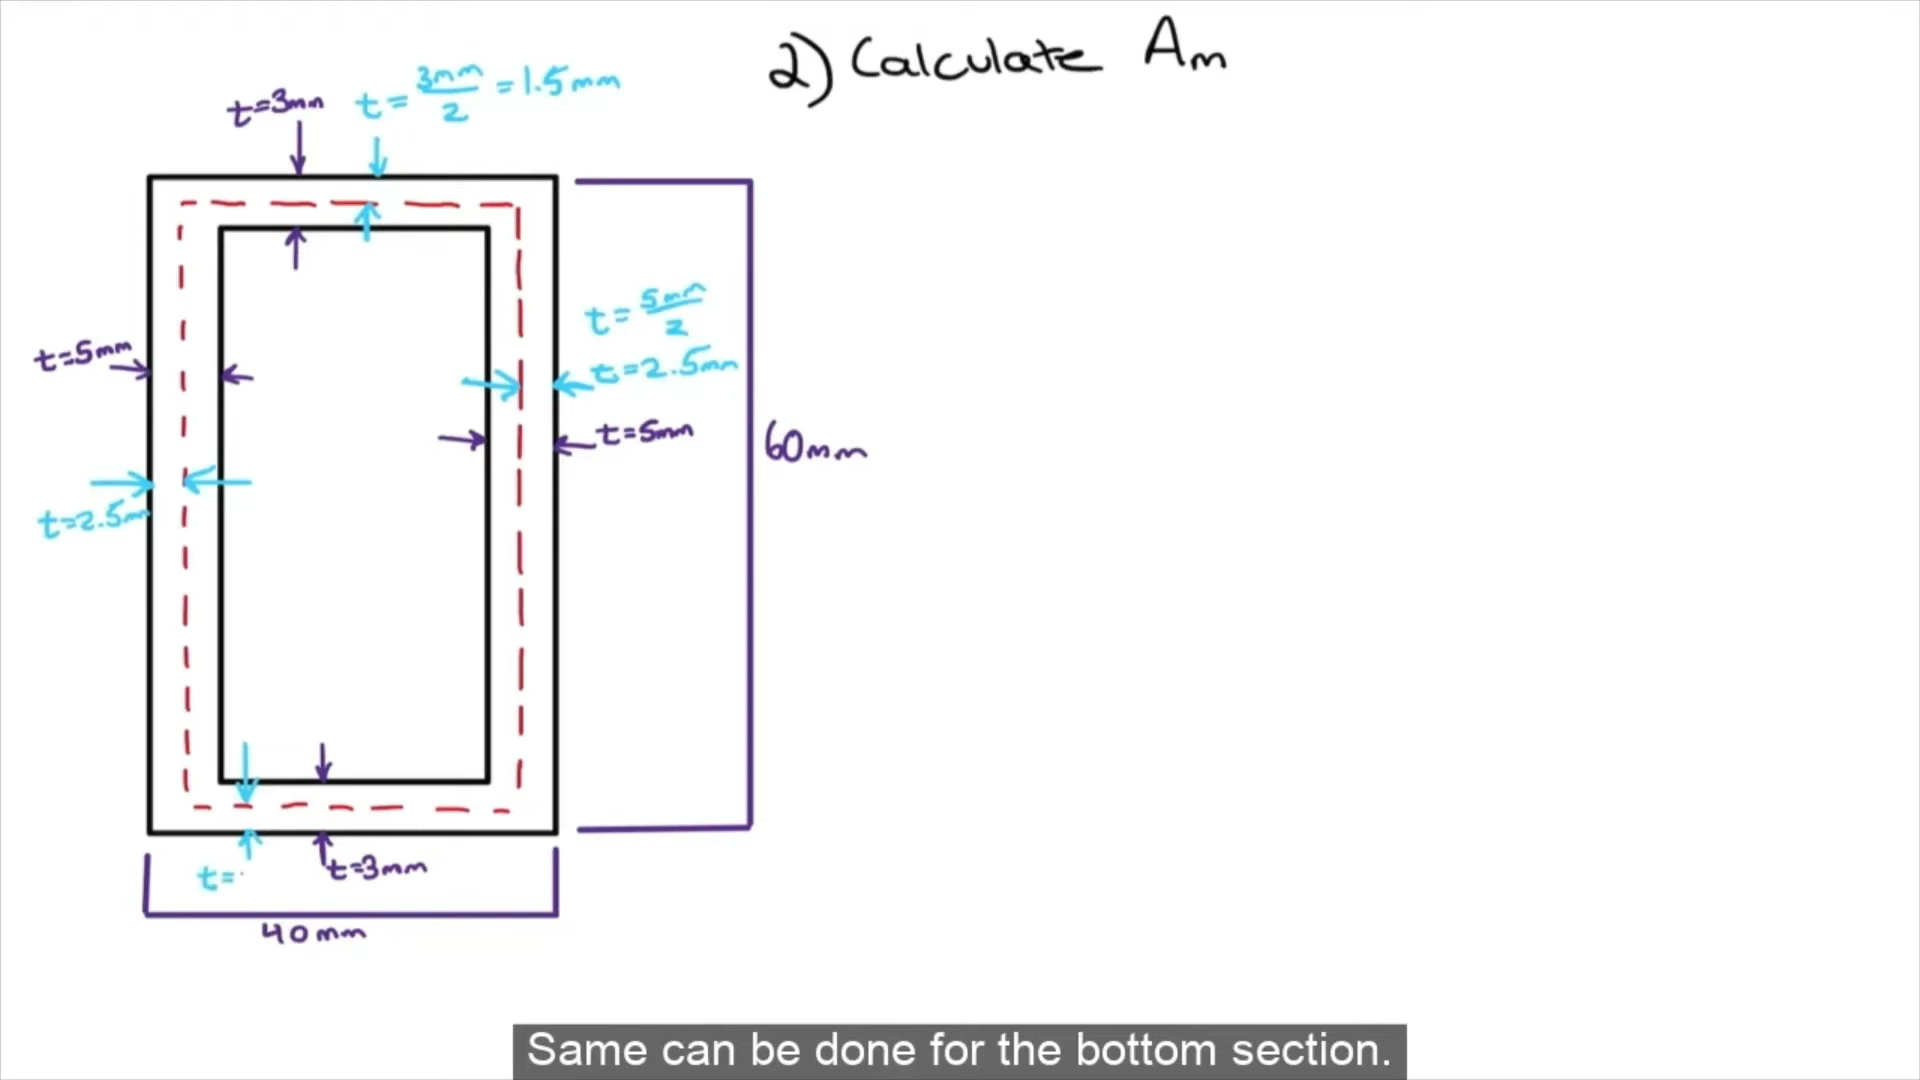 2) Calculate Am
t=3mm
t = 3mm/2 = 1.5mm
t = 5mm/2
t=5mm
t=2.5mm
t=5mm
60mm
t=2.5mm
t=
t=3mm
40mm
Same can be done for the bottom section.